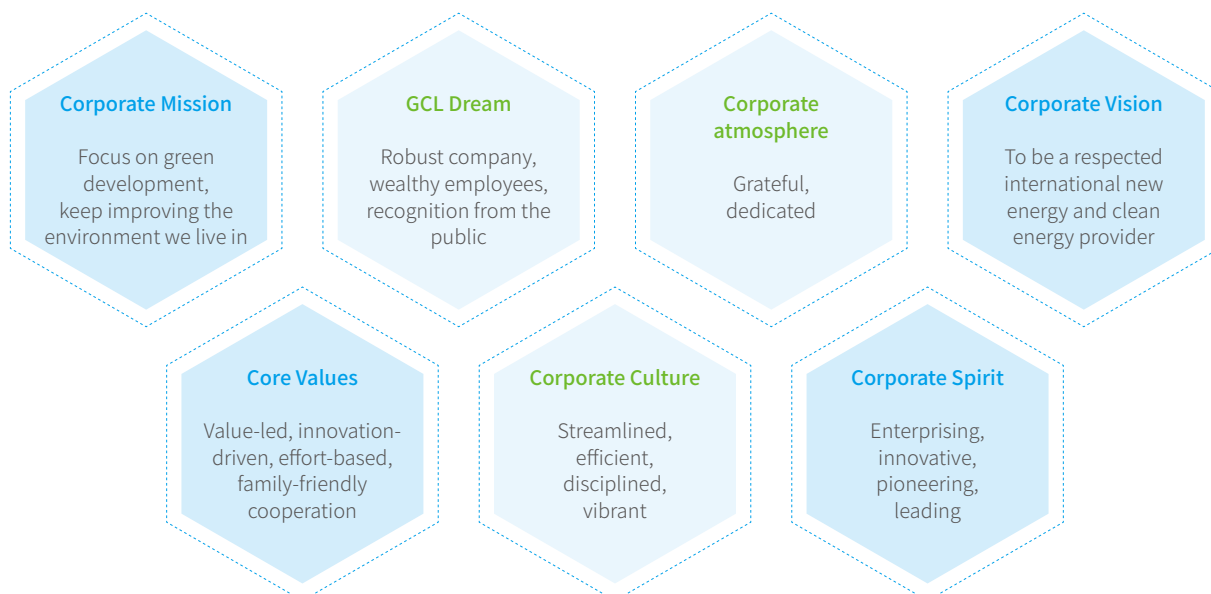 Corporate Mission
Focus on green
development,
keep improving the
environment we live in
GCL Dream
Robust company,
wealthy employees,
recognition from the
public
Corporate
atmosphere
Grateful,
dedicated
Corporate Vision
To be a respected
international new
energy and clean
energy provider
Core Values
Value-led, innovation-
driven, effort-based,
family-friendly
cooperation
Corporate Culture
Streamlined,
efficient,
disciplined,
vibrant
Corporate Spirit
Enterprising,
innovative,
pioneering,
leading